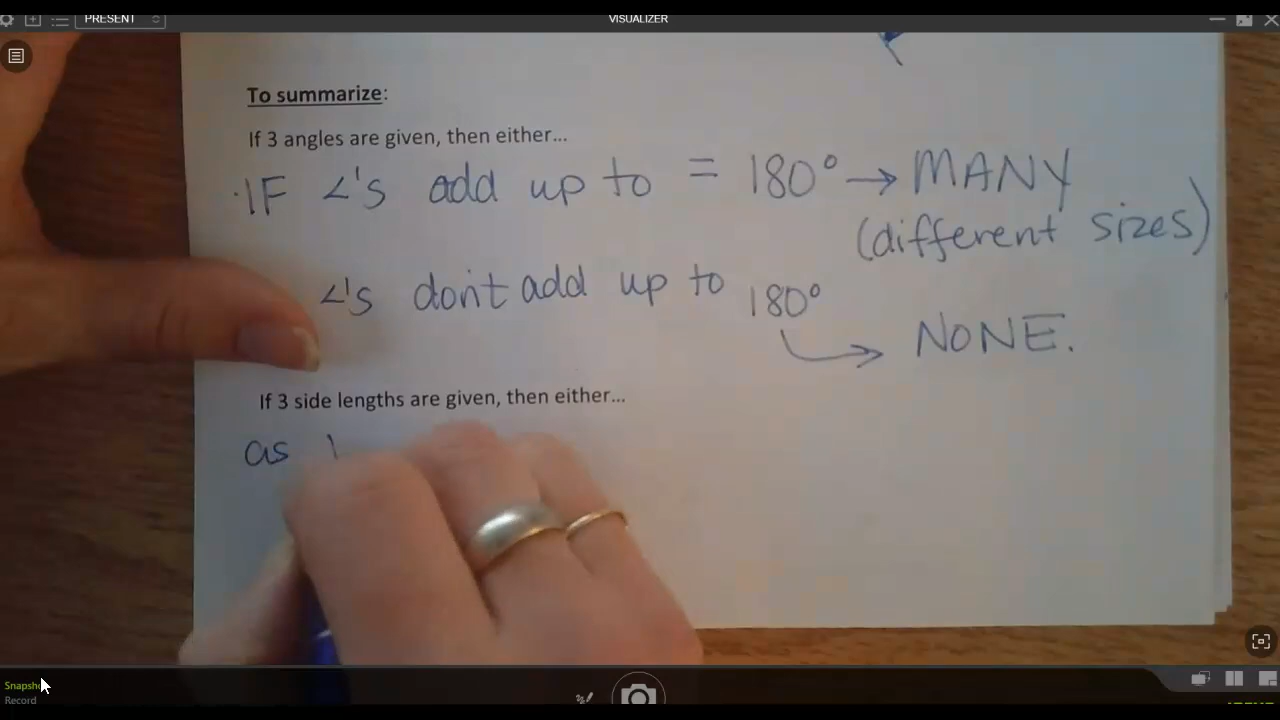 PRESENT
VISUALIZER
To summarize:
If 3 angles are given, then either...
·IF ∠'s add up to = 180° → MANY
(different sizes)
∠'s don't add up to 180°
→ NONE.
If 3 side lengths are given, then either...
as
Record